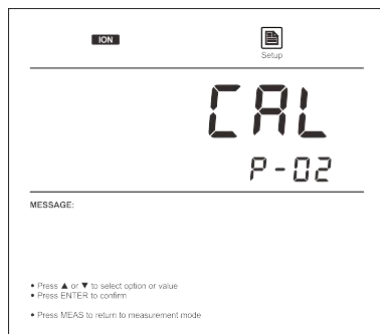 ION
Setup
CAL
P-02
MESSAGE:
• Press ▲ or ▼ to select option or value
• Press ENTER to confirm
• Press MEAS to return to measurement mode